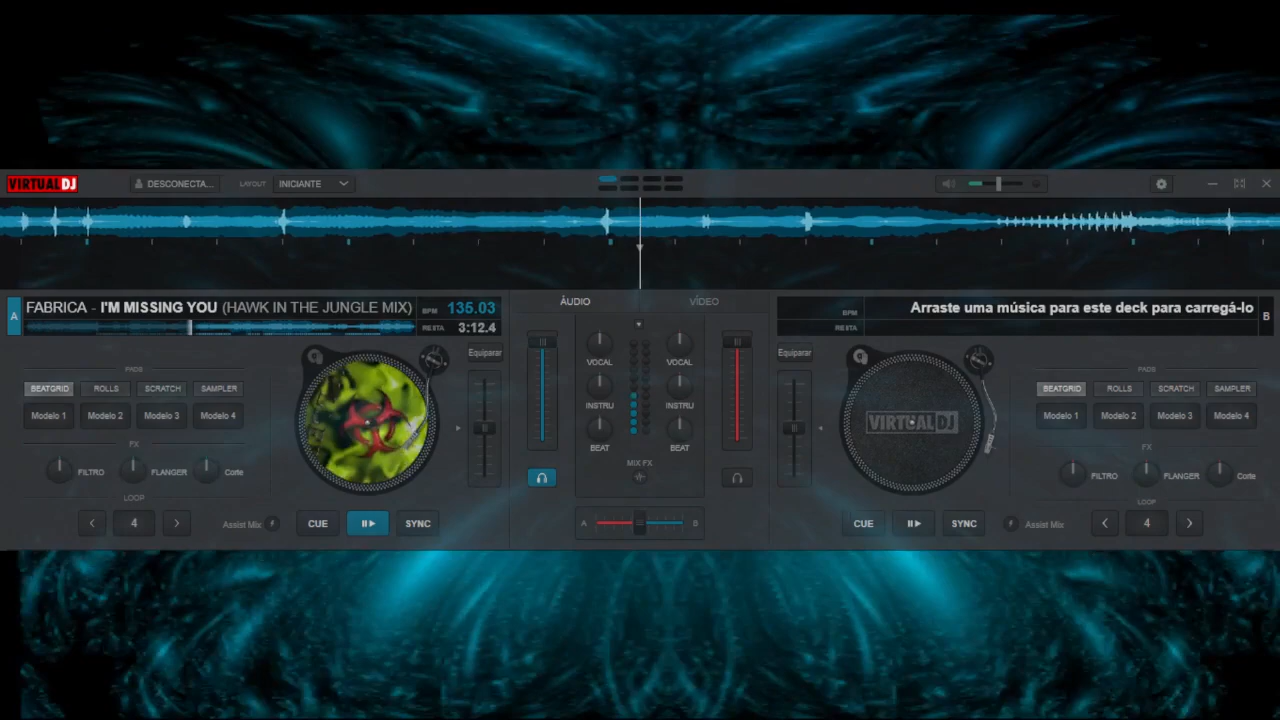 VIRTUALDJ
DESCONECTA... LAYOUT INICIANTE
A FABRICA - I'M MISSING YOU (HAWK IN THE JUNGLE MIX) BPM 135.03
RESTA 3:12.4
ÁUDIO VÍDEO
BPM Arraste uma música para este deck para carregá-lo B
RESTA
Equiparar
Equiparar
PADS
BEATGRID ROLLS SCRATCH SAMPLER
Modelo 1 Modelo 2 Modelo 3 Modelo 4
FX
FILTRO FLANGER Corte
LOOP
4 Assist Mix CUE SYNC
VOCAL VOCAL
INSTRU INSTRU
BEAT BEAT
MIX FX
A B
VIRTUALDJ
PADS
BEATGRID ROLLS SCRATCH SAMPLER
Modelo 1 Modelo 2 Modelo 3 Modelo 4
FX
FILTRO FLANGER Corte
LOOP
CUE SYNC Assist Mix 4